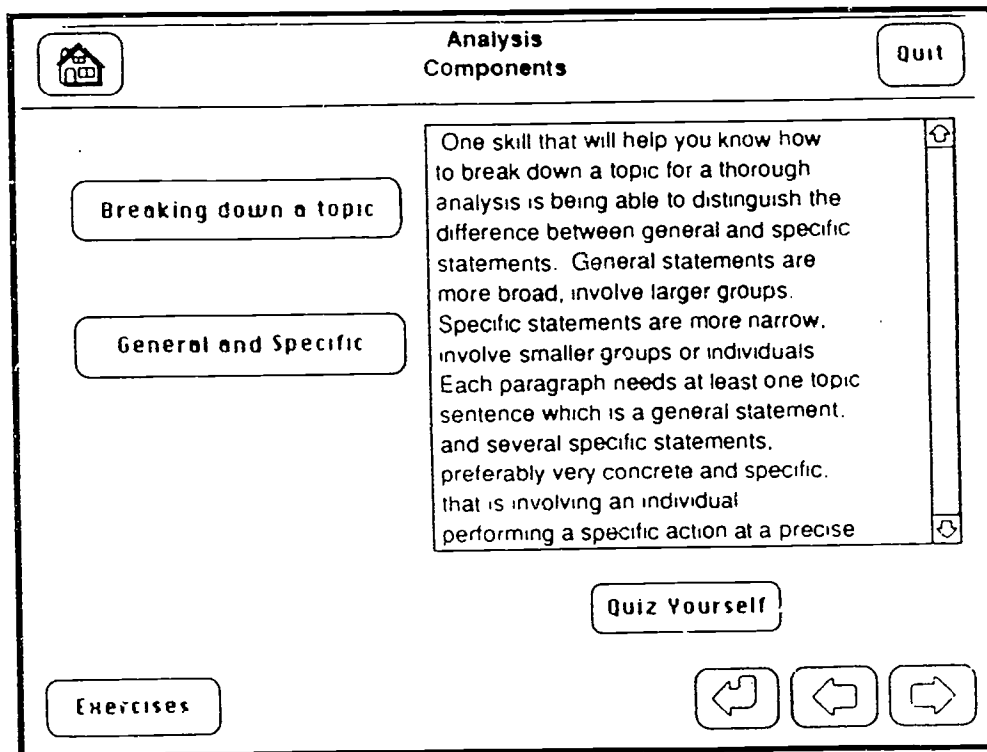 Analysis
Components
Quit
Breaking down a topic
General and Specific
One skill that will help you know how
to break down a topic for a thorough
analysis is being able to distinguish the
difference between general and specific
statements. General statements are
more broad, involve larger groups.
Specific statements are more narrow,
involve smaller groups or individuals
Each paragraph needs at least one topic
sentence which is a general statement.
and several specific statements,
preferably very concrete and specific.
that is involving an individual
performing a specific action at a precise
Quiz Yourself
Exercises